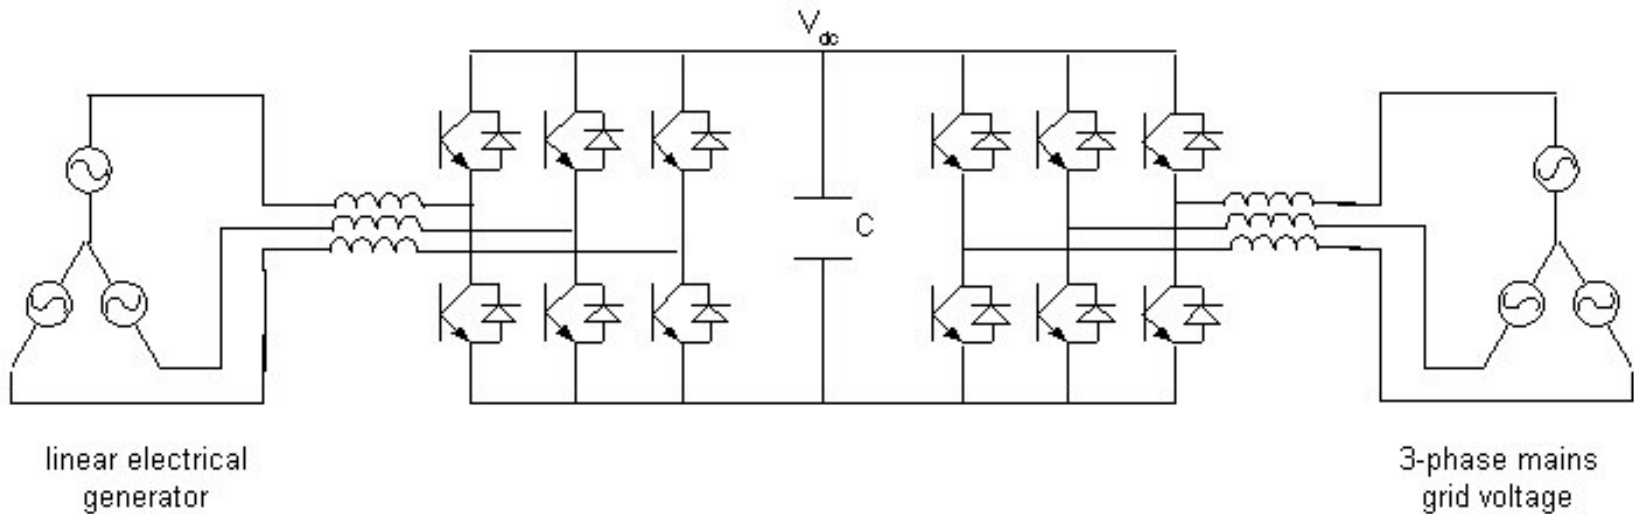 Vdc
C
linear electrical
generator
3-phase mains
grid voltage